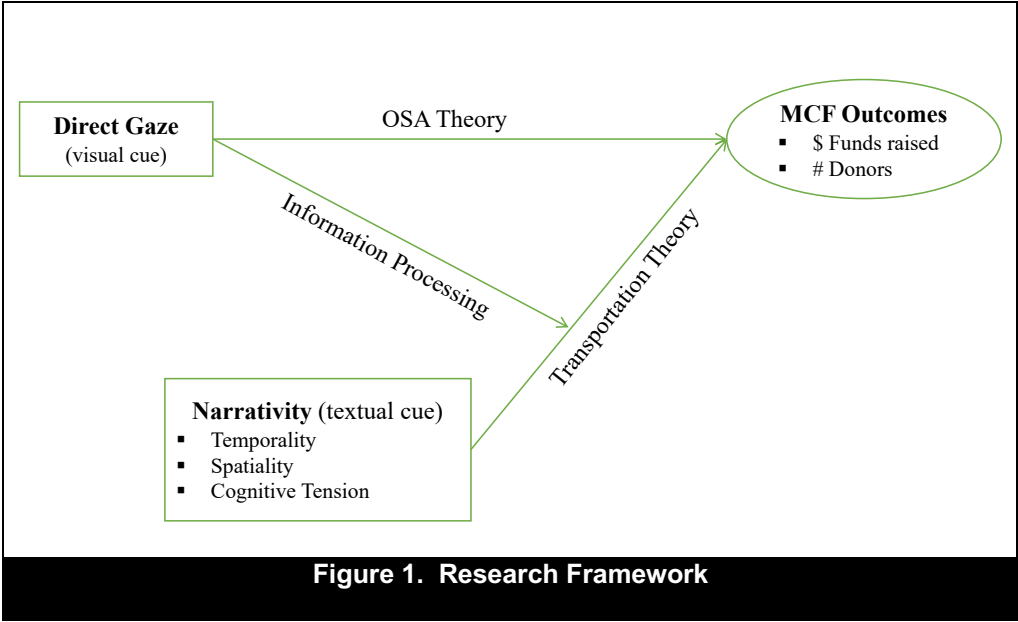 Direct Gaze
(visual cue)
OSA Theory
MCF Outcomes
▪ $ Funds raised
▪ # Donors
Information Processing
Transportation Theory
Narrativity (textual cue)
▪ Temporality
▪ Spatiality
▪ Cognitive Tension
Figure 1. Research Framework